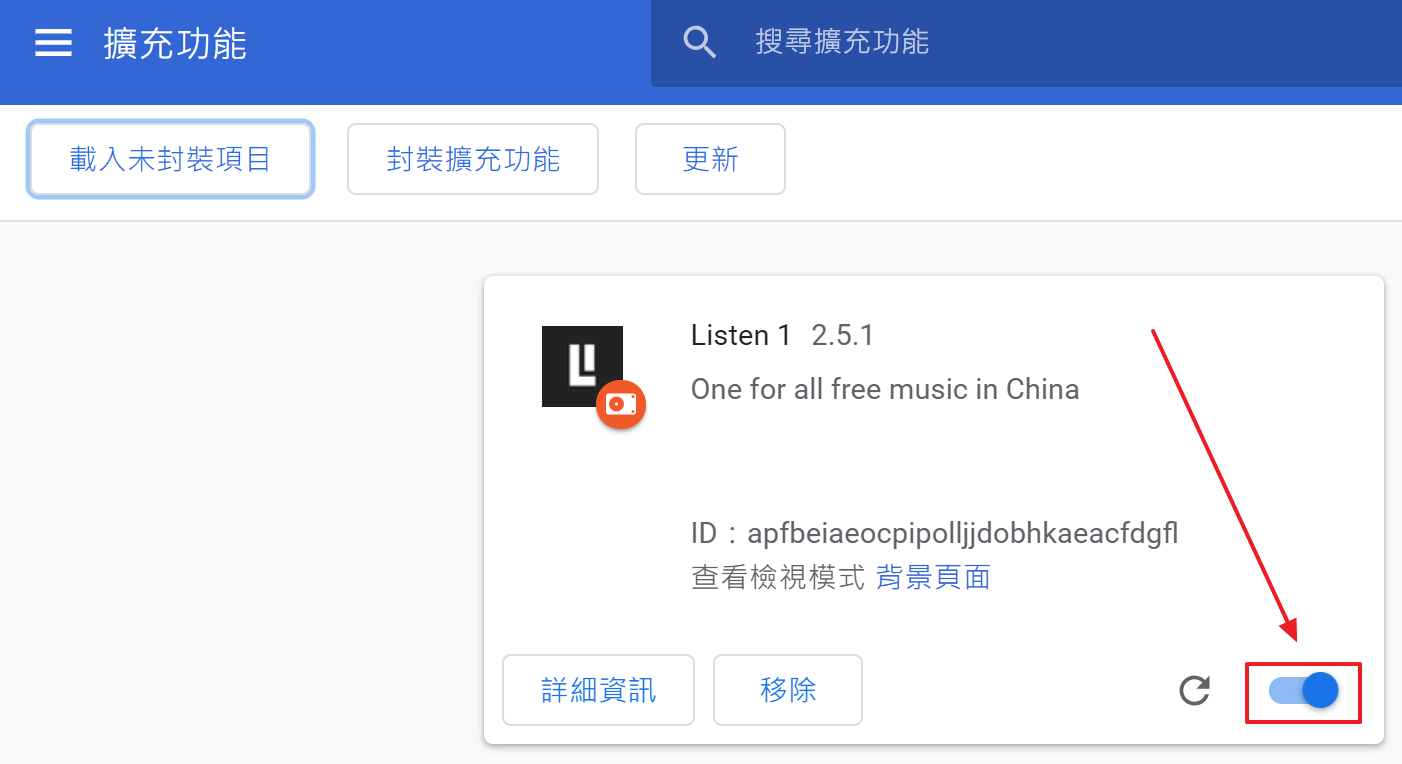 擴充功能
搜尋擴充功能
載入未封裝項目
封裝擴充功能
更新
Listen 1 2.5.1
One for all free music in China
ID：apfbeiaeocpipolljjdobhkaeacfdgfl
查看檢視模式 背景頁面
詳細資訊
移除